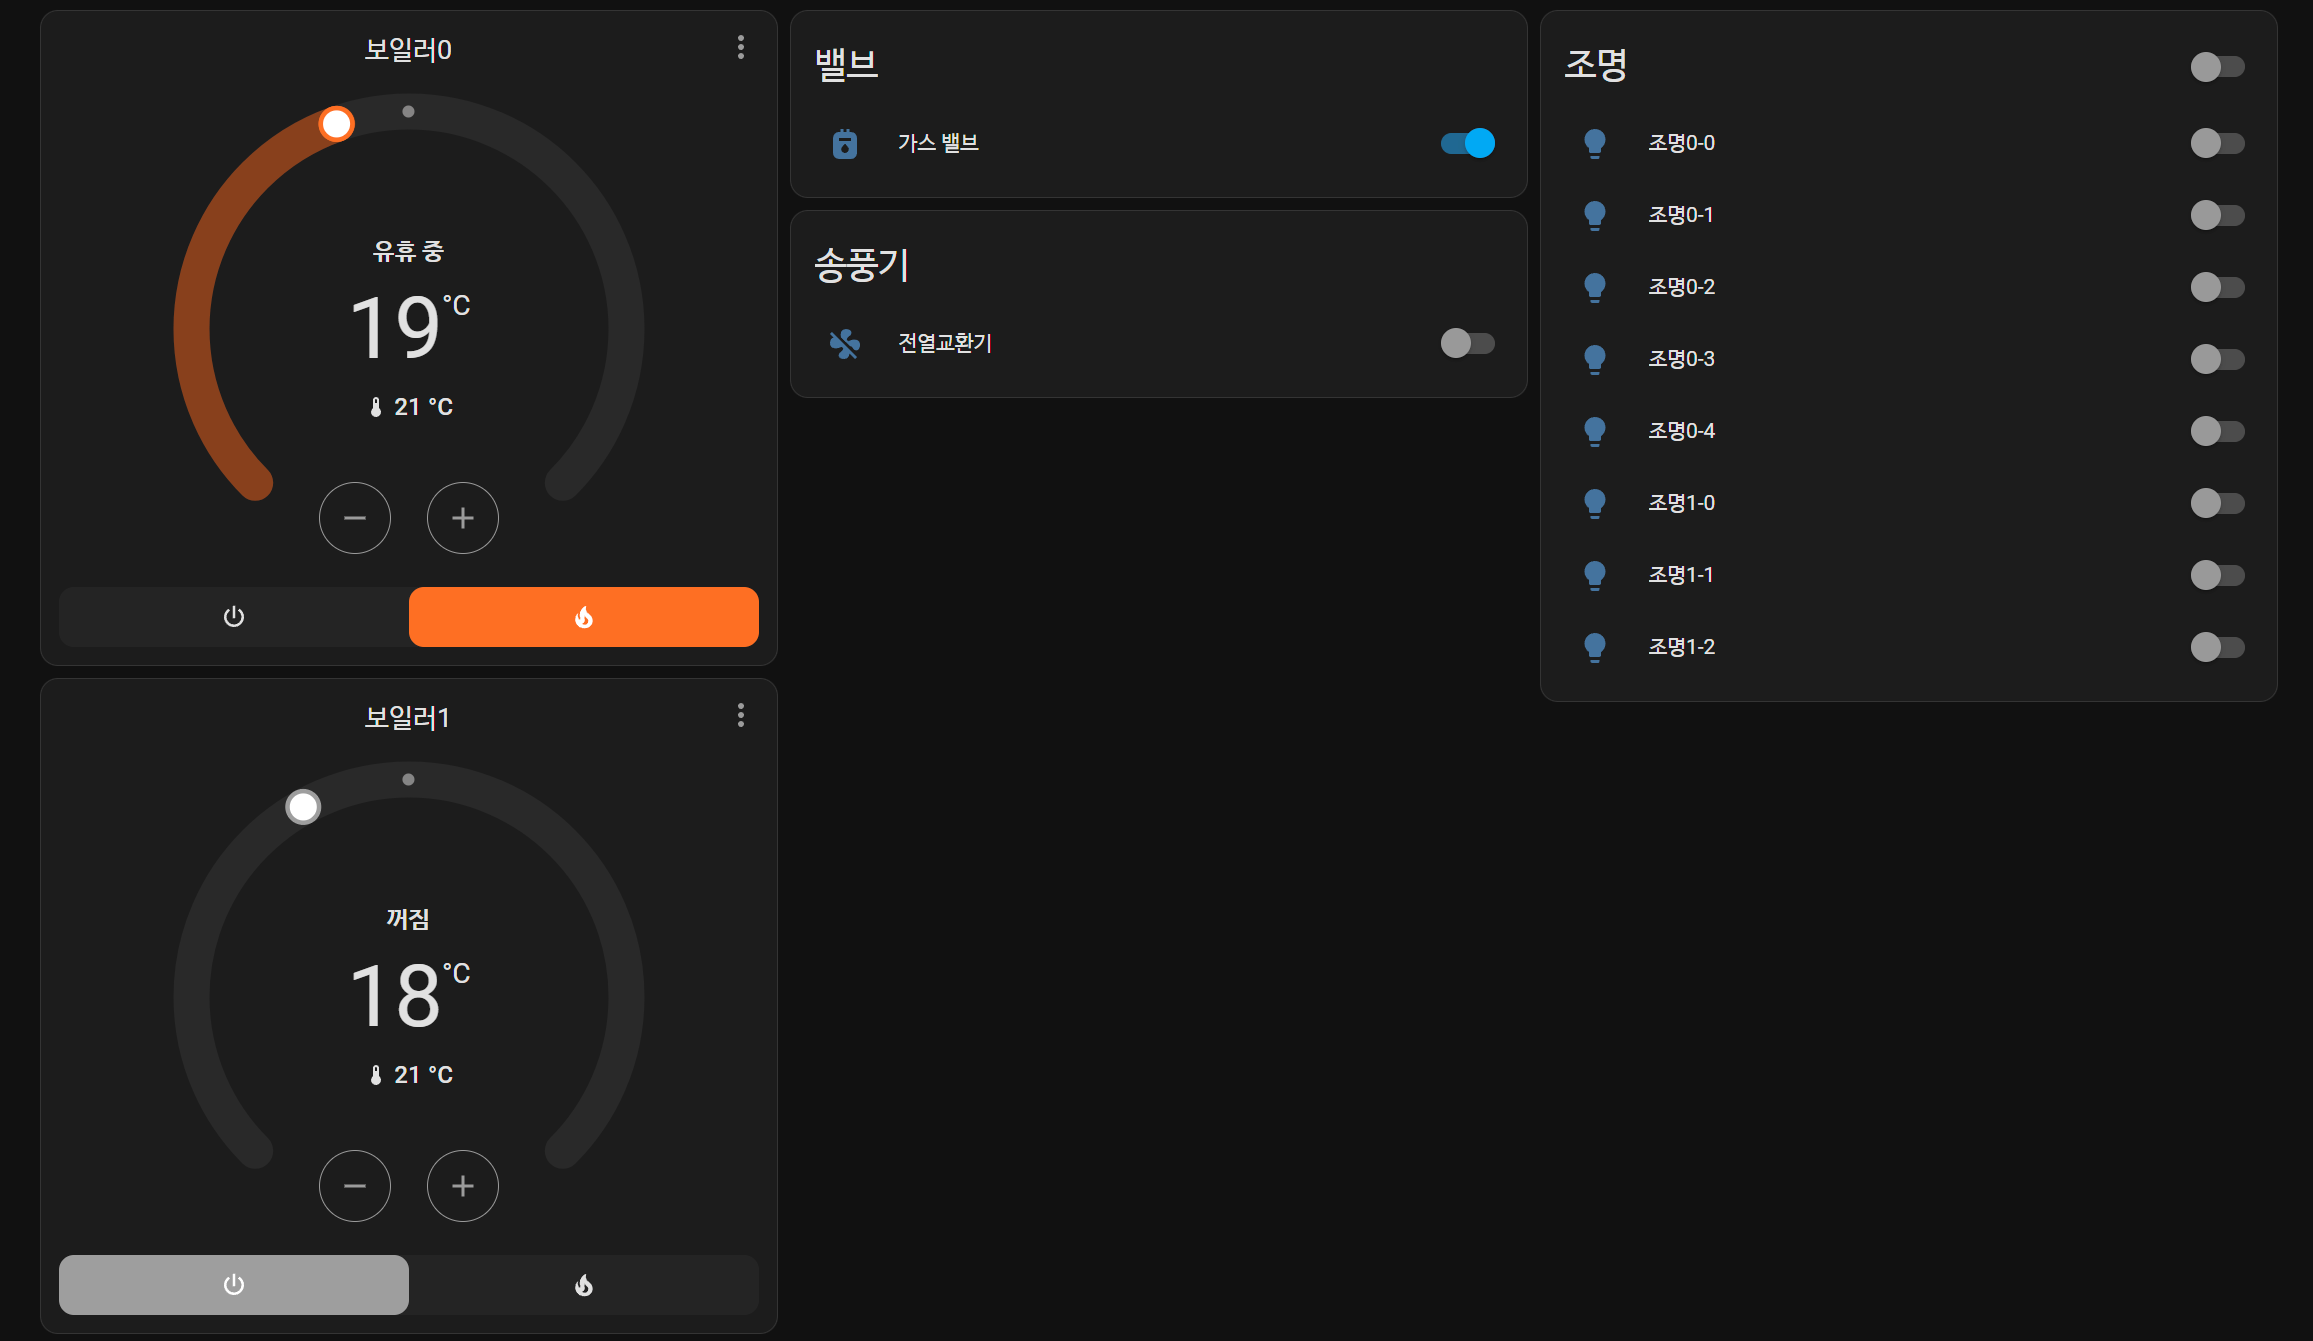 보일러0
유휴 중
19 °C
21 °C
보일러1
꺼짐
18 °C
21 °C
밸브
가스 밸브
송풍기
전열교환기
조명
조명0-0
조명0-1
조명0-2
조명0-3
조명0-4
조명1-0
조명1-1
조명1-2